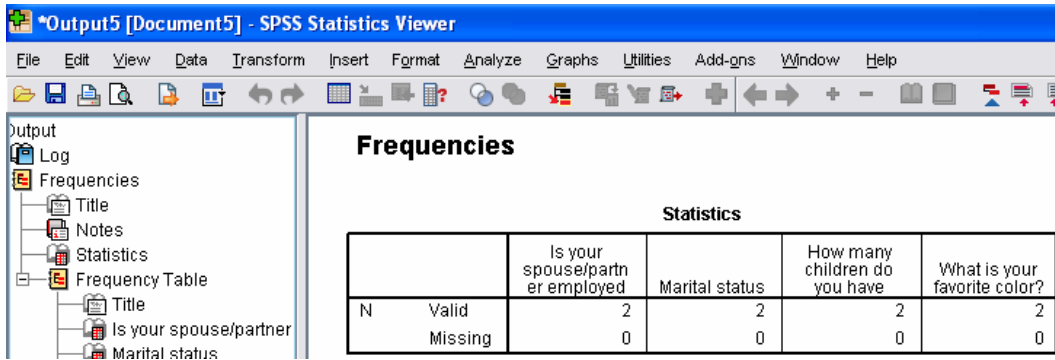 *Output5 [Document5] - SPSS Statistics Viewer
File Edit View Data Transform Insert Format Analyze Graphs Utilities Add-ons Window Help
Output
Log
Frequencies
Title
Notes
Statistics
Frequency Table
Title
Is your spouse/partner
Marital status
Frequencies
Statistics
Is your
spouse/partn
er employed
Marital status
How many
children do
you have
What is your
favorite color?
N Valid 2 2 2 2
Missing 0 0 0 0